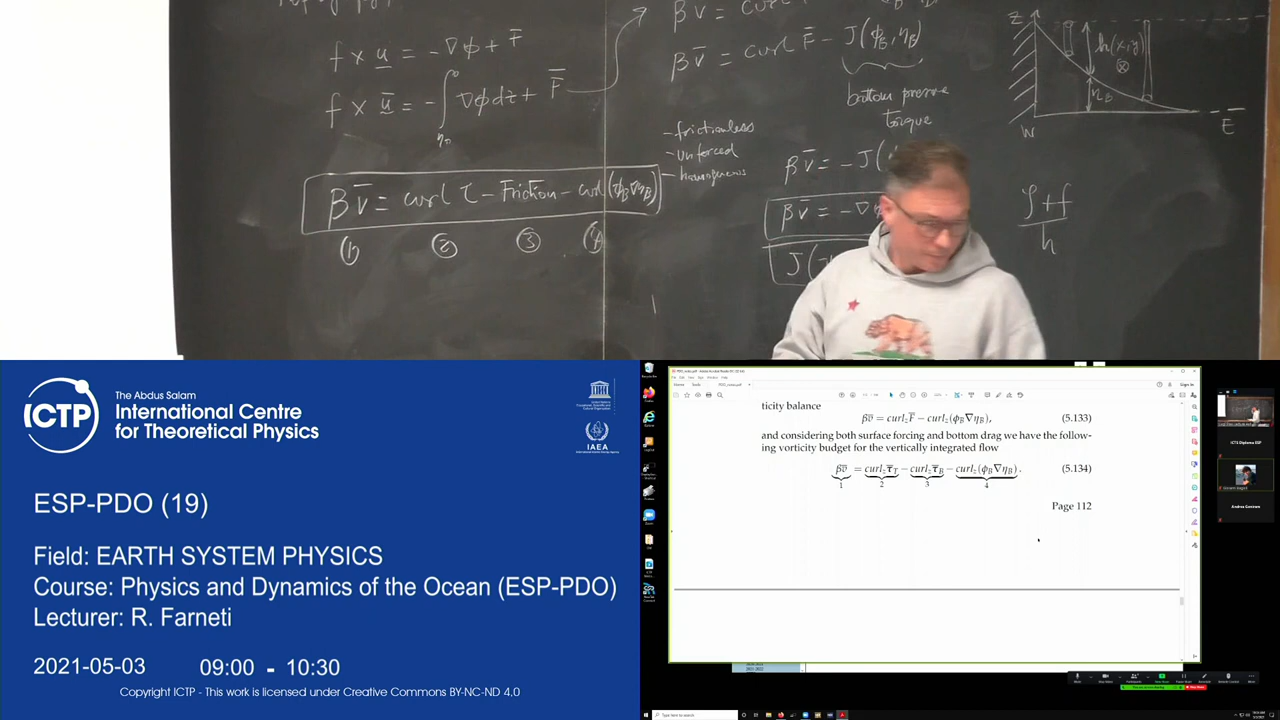 f × u = -∇φ + F̅
f × u̅ = -∫ ∇φdz + F̅
βv̅ = curl τ - Friction - curl (φ_B ∇η_B)
① ② ③ ④
- frictionless
- unforced
- homogeneous
βv̅ = curl F̅ - J(φ_B, η_B)
bottom pressure
torque
βv̅ = -J(
βv̅ = -∇
J(
ζ+f
h
z
h(x,y)
η_B
W
E
ICTP
The Abdus Salam
International Centre
for Theoretical Physics
IAEA
ESP-PDO (19)
Field: EARTH SYSTEM PHYSICS
Course: Physics and Dynamics of the Ocean (ESP-PDO)
Lecturer: R. Farneti
2021-05-03 09:00 - 10:30
Copyright ICTP - This work is licensed under Creative Commons BY-NC-ND 4.0
ticity balance
βv̅ = curl_z F̅ - curl_z(φ_B∇η_B), (5.133)
and considering both surface forcing and bottom drag we have the follow-
ing vorticity budget for the vertically integrated flow
βv̅ = curl_z τ_T - curl_z τ_B - curl_z(φ_B∇η_B). (5.134)
1 2 3 4
Page 112